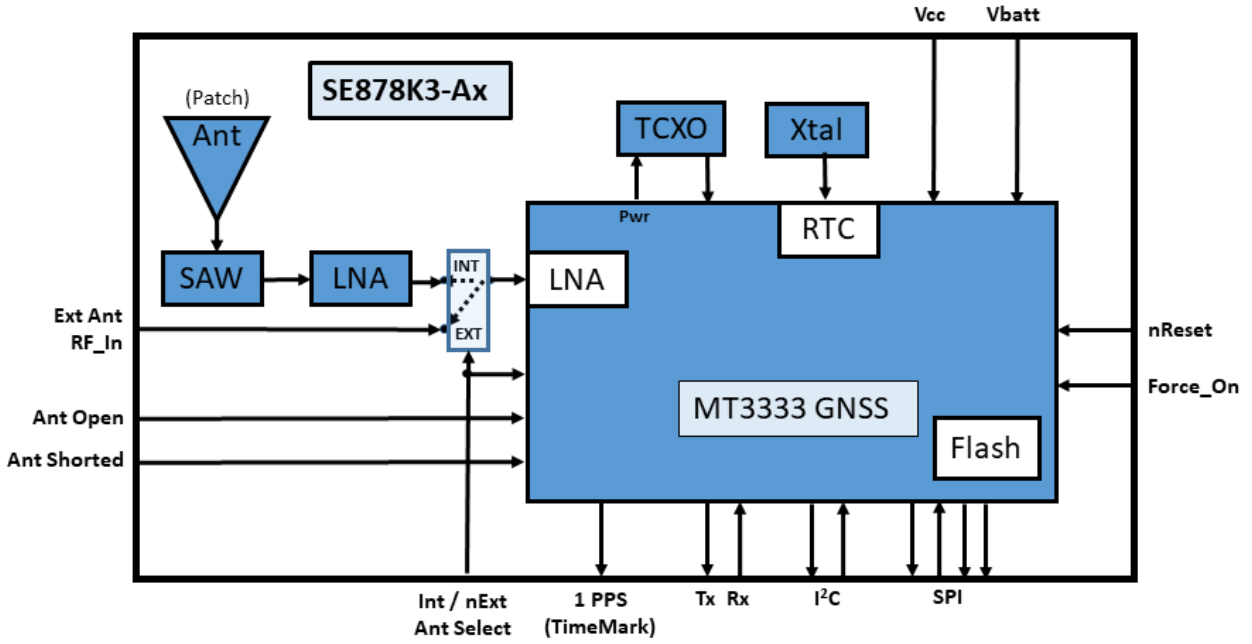 Vcc
Vbatt
SE878K3-Ax
(Patch)
Ant
TCXO
Xtal
Pwr
RTC
SAW
LNA
INT
EXT
LNA
Ext Ant
RF_In
nReset
Force_On
Ant Open
Ant Shorted
MT3333 GNSS
Flash
Int / nExt
Ant Select
1 PPS
(TimeMark)
Tx Rx
I²C
SPI